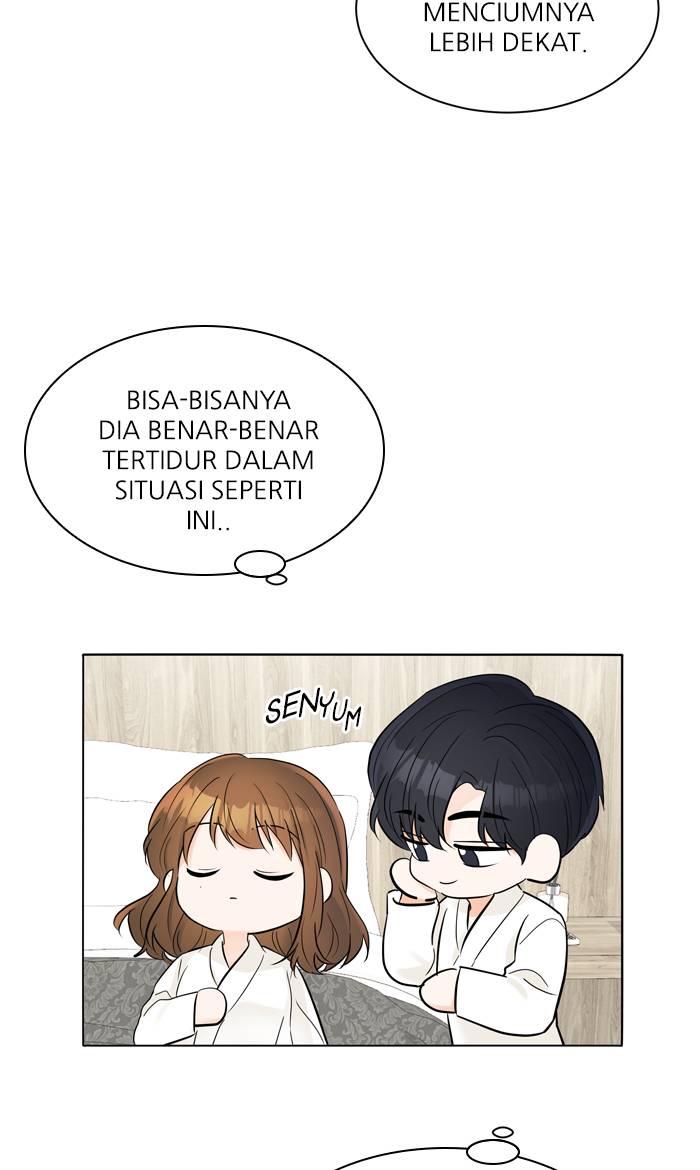 MENCIUMNYA
LEBIH DEKAT.
BISA-BISANYA
DIA BENAR-BENAR
TERTIDUR DALAM
SITUASI SEPERTI
INI..
SENYUM